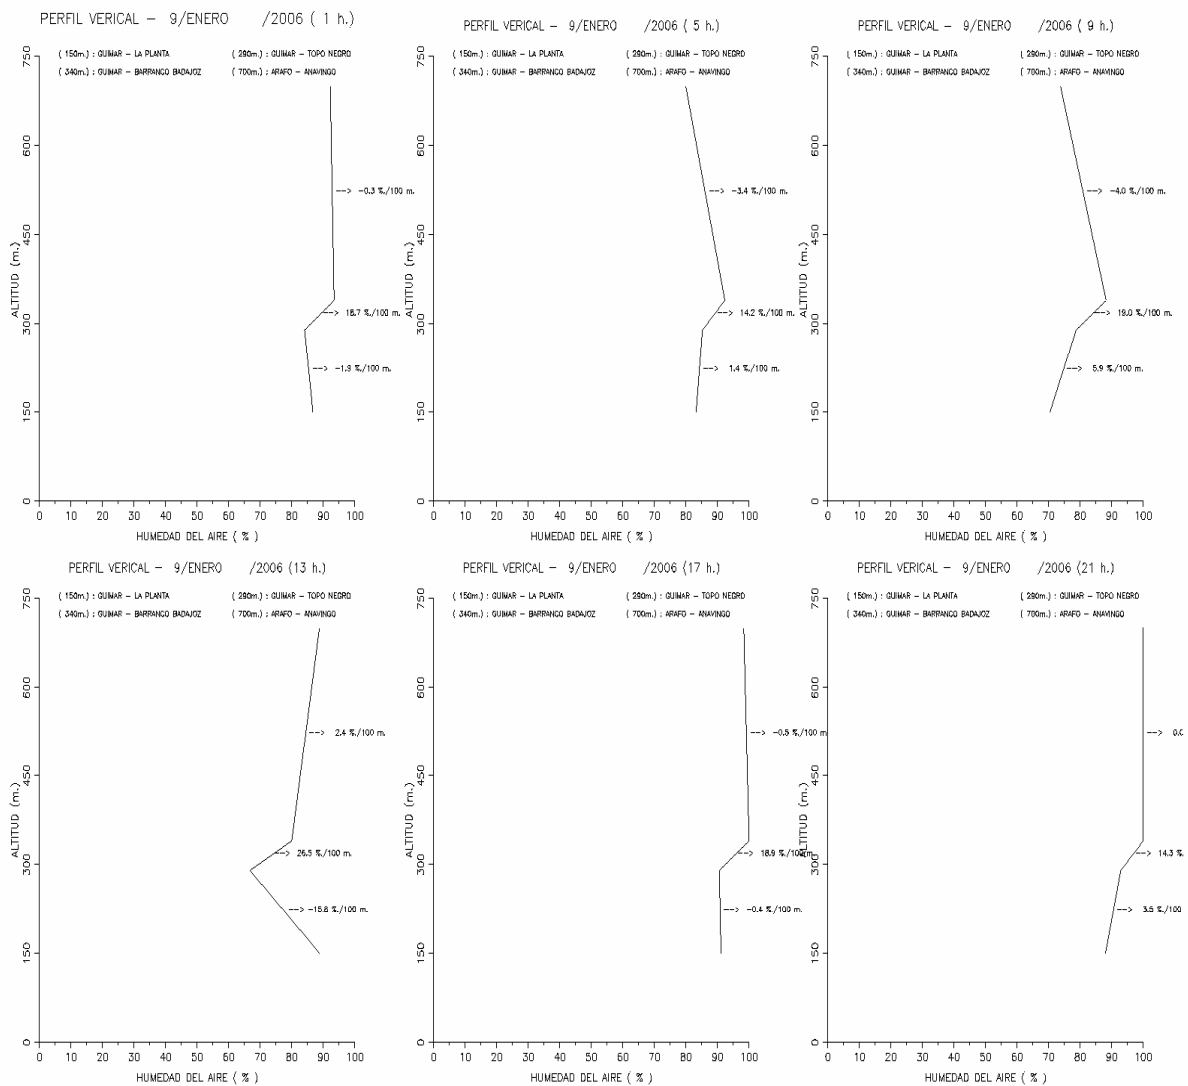 PERFIL VERICAL - 9/ENERO /2006 ( 1 h.)
( 150m.) : GUIMAR - LA PLANTA ( 290m.) : GUIMAR - TOPO NEGRO
( 340m.) : GUIMAR - BARRANCO BADAJOZ ( 700m.) : ARAFO - ANAVINGO
750
600
--> -0.3 %./100 m.
450
ALTITUD (m.)
300
--> 18.7 %./100 m.
--> -1.9 %./100 m.
150
0
0 10 20 30 40 50 60 70 80 90 100
HUMEDAD DEL AIRE ( % )
PERFIL VERICAL - 9/ENERO /2006 ( 5 h.)
( 150m.) : GUIMAR - LA PLANTA ( 290m.) : GUIMAR - TOPO NEGRO
( 340m.) : GUIMAR - BARRANCO BADAJOZ ( 700m.) : ARAFO - ANAVINGO
750
600
--> -3.4 %./100 m.
450
ALTITUD (m.)
300
--> 14.2 %./100 m.
--> 1.4 %./100 m.
150
0
0 10 20 30 40 50 60 70 80 90 100
HUMEDAD DEL AIRE ( % )
PERFIL VERICAL - 9/ENERO /2006 ( 9 h.)
( 150m.) : GUIMAR - LA PLANTA ( 290m.) : GUIMAR - TOPO NEGRO
( 340m.) : GUIMAR - BARRANCO BADAJOZ ( 700m.) : ARAFO - ANAVINGO
750
600
--> -4.0 %./100 m.
450
ALTITUD (m.)
300
--> 19.0 %./100 m.
--> 5.9 %./100 m.
150
0
0 10 20 30 40 50 60 70 80 90 100
HUMEDAD DEL AIRE ( % )
PERFIL VERICAL - 9/ENERO /2006 (13 h.)
( 150m.) : GUIMAR - LA PLANTA ( 290m.) : GUIMAR - TOPO NEGRO
( 340m.) : GUIMAR - BARRANCO BADAJOZ ( 700m.) : ARAFO - ANAVINGO
750
600
--> 2.4 %./100 m.
450
ALTITUD (m.)
300
--> 26.5 %./100 m.
--> -15.8 %./100 m.
150
0
0 10 20 30 40 50 60 70 80 90 100
HUMEDAD DEL AIRE ( % )
PERFIL VERICAL - 9/ENERO /2006 (17 h.)
( 150m.) : GUIMAR - LA PLANTA ( 290m.) : GUIMAR - TOPO NEGRO
( 340m.) : GUIMAR - BARRANCO BADAJOZ ( 700m.) : ARAFO - ANAVINGO
750
600
--> -0.5 %./100 m
450
ALTITUD (m.)
300
--> 18.9 %./100 m.
--> -0.4 %./100 m.
150
0
0 10 20 30 40 50 60 70 80 90 100
HUMEDAD DEL AIRE ( % )
PERFIL VERICAL - 9/ENERO /2006 (21 h.)
( 150m.) : GUIMAR - LA PLANTA ( 290m.) : GUIMAR - TOPO NEGRO
( 340m.) : GUIMAR - BARRANCO BADAJOZ ( 700m.) : ARAFO - ANAVINGO
750
600
--> 0.0
450
ALTITUD (m.)
300
--> 14.3 %.
--> 3.5 %./100
150
0
0 10 20 30 40 50 60 70 80 90 100
HUMEDAD DEL AIRE ( % )